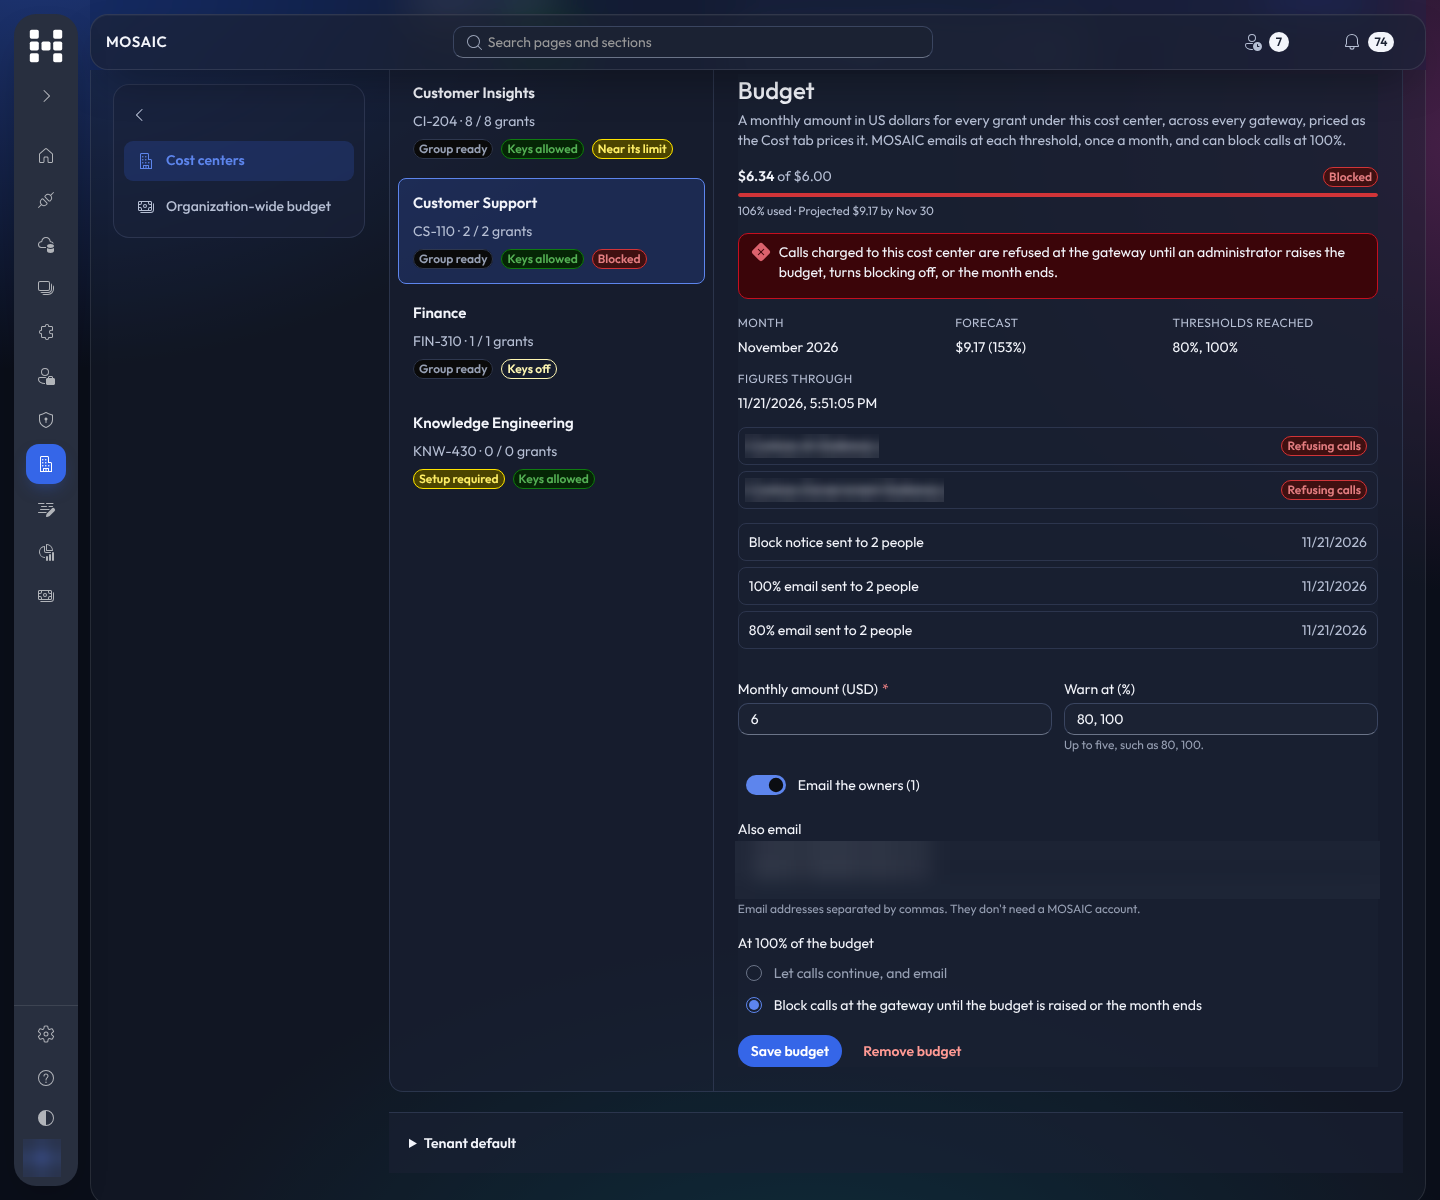 MOSAIC
Search pages and sections
7
74
Cost centers
Organization-wide budget
Customer Insights
CI-204 · 8 / 8 grants
Group ready
Keys allowed
Near its limit
Customer Support
CS-110 · 2 / 2 grants
Group ready
Keys allowed
Blocked
Finance
FIN-310 · 1 / 1 grants
Group ready
Keys off
Knowledge Engineering
KNW-430 · 0 / 0 grants
Setup required
Keys allowed
Budget
A monthly amount in US dollars for every grant under this cost center, across every gateway, priced as
the Cost tab prices it. MOSAIC emails at each threshold, once a month, and can block calls at 100%.
$6.34 of $6.00
Blocked
106% used · Projected $9.17 by Nov 30
Calls charged to this cost center are refused at the gateway until an administrator raises the
budget, turns blocking off, or the month ends.
MONTH
November 2026
FORECAST
$9.17 (153%)
THRESHOLDS REACHED
80%, 100%
FIGURES THROUGH
11/21/2026, 5:51:05 PM
Refusing calls
Refusing calls
Block notice sent to 2 people
11/21/2026
100% email sent to 2 people
11/21/2026
80% email sent to 2 people
11/21/2026
Monthly amount (USD) *
6
Warn at (%)
80, 100
Up to five, such as 80, 100.
Email the owners (1)
Also email
Email addresses separated by commas. They don't need a MOSAIC account.
At 100% of the budget
Let calls continue, and email
Block calls at the gateway until the budget is raised or the month ends
Save budget
Remove budget
Tenant default